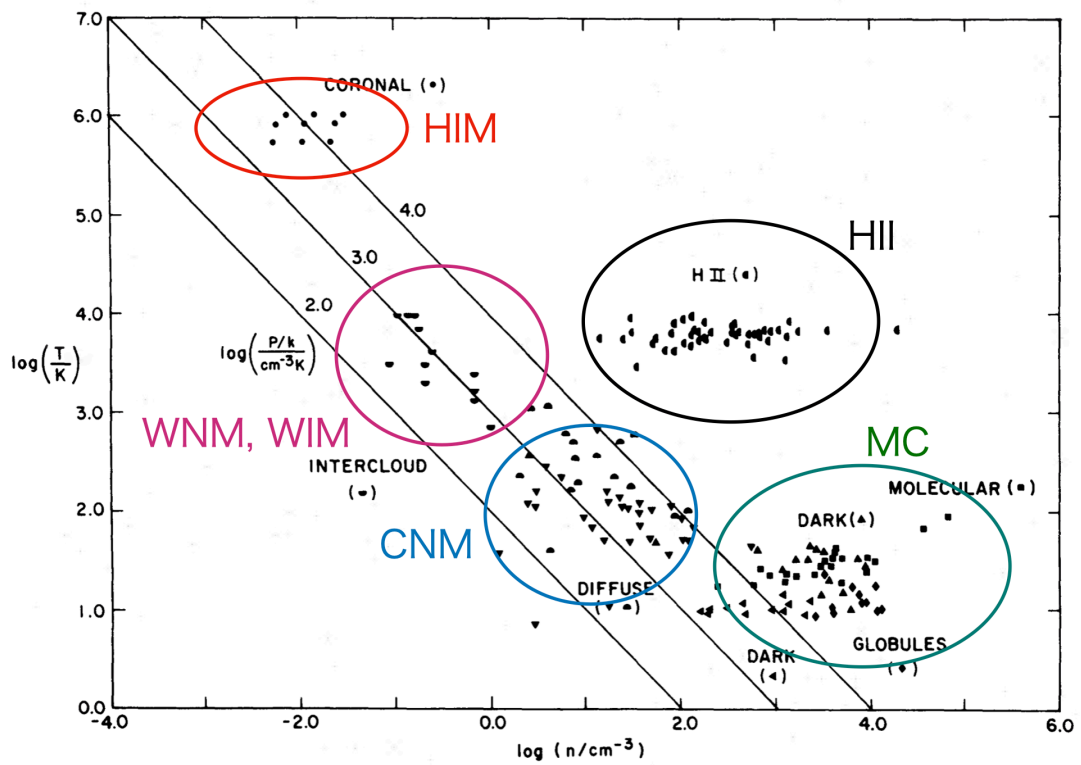 7.0
CORONAL (•)
6.0
HIM
5.0
4.0
HII
H II (◖)
3.0
4.0
2.0
log(P/k / cm⁻³K)
log(T/K)
3.0
WNM, WIM
MC
INTERCLOUD
(◒)
MOLECULAR (■)
2.0
DARK (▲)
CNM
DIFFUSE
(▼ ◓)
1.0
GLOBULES
(◆)
DARK
(◀)
0.0
-4.0
-2.0
0.0
2.0
4.0
6.0
log (n/cm⁻³)